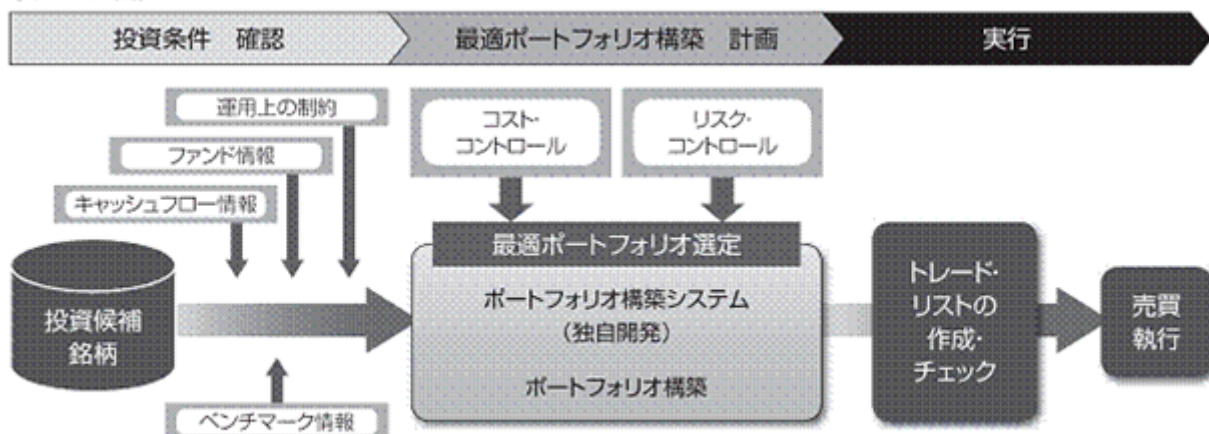 投資条件 確認
最適ポートフォリオ構築 計画
実行
運用上の制約
ファンド情報
キャッシュフロー情報
コスト・
コントロール
リスク・
コントロール
投資候補
銘柄
ベンチマーク情報
最適ポートフォリオ選定
ポートフォリオ構築システム
（独自開発）
ポートフォリオ構築
トレード・
リストの
作成・
チェック
売買
執行